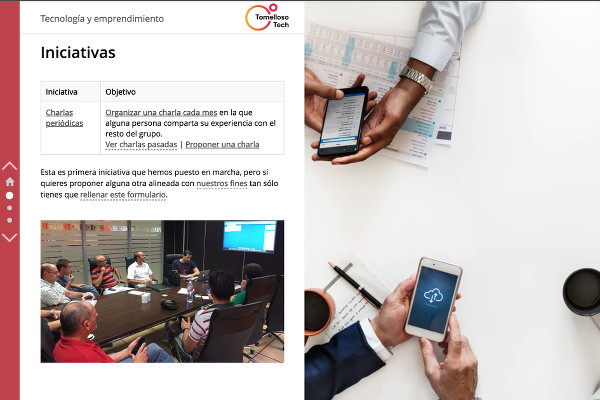 Tecnología y emprendimiento
Tomelloso
Tech
Iniciativas
Iniciativa Objetivo
Charlas periódicas
Organizar una charla cada mes en la que
alguna persona comparta su experiencia con el
resto del grupo.
Ver charlas pasadas | Proponer una charla
Esta es primera iniciativa que hemos puesto en marcha, pero si
quieres proponer alguna otra alineada con nuestros fines tan sólo
tienes que rellenar este formulario.